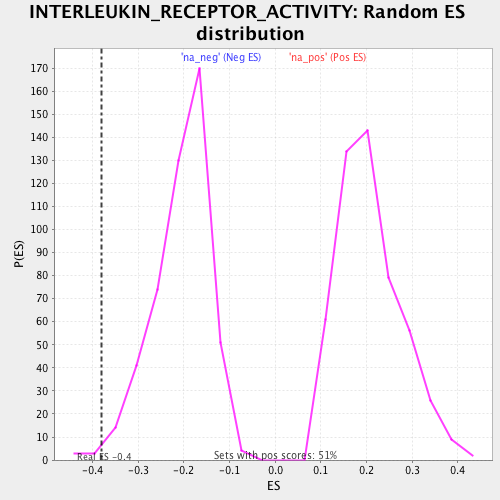 INTERLEUKIN_RECEPTOR_ACTIVITY: Random ES
distribution
'na_neg' (Neg ES) 'na_pos' (Pos ES)
170
160
150
140
130
120
110
100
90
80
70
60
50
40
30
20
10
0
P(ES)
Real ES -0.4
Sets with pos scores: 51%
-0.4 -0.3 -0.2 -0.1 0.0 0.1 0.2 0.3 0.4
ES